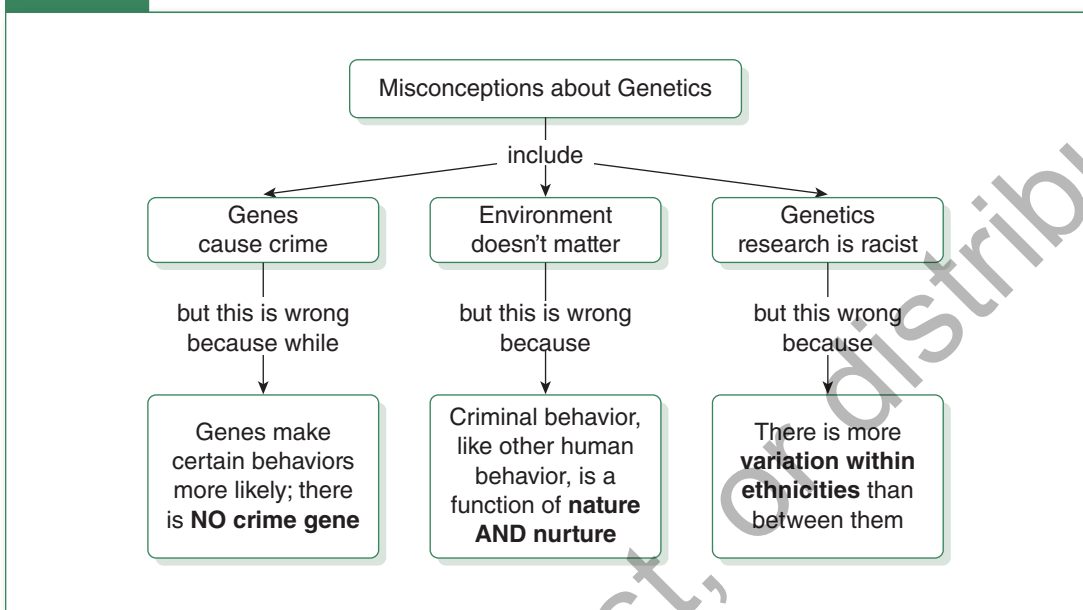 Misconceptions about Genetics
include
Genes
cause crime
Environment
doesn't matter
Genetics
research is racist
but this is wrong
because while
but this is wrong
because
but this is wrong
because
Genes make
certain behaviors
more likely; there
is NO crime gene
Criminal behavior,
like other human
behavior, is a
function of nature
AND nurture
There is more
variation within
ethnicities than
between them
or distribu